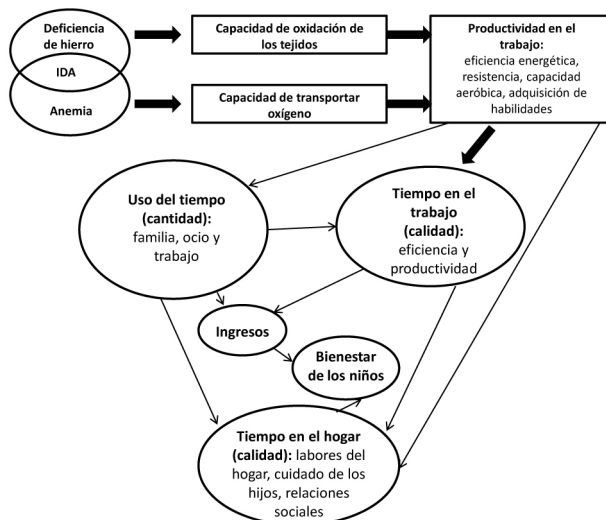 Deficiencia
de hierro
IDA
Anemia
Capacidad de oxidación de
los tejidos
Capacidad de transportar
oxígeno
Productividad en el
trabajo:
eficiencia energética,
resistencia, capacidad
aeróbica, adquisición de
habilidades
Uso del tiempo
(cantidad):
familia, ocio y
trabajo
Tiempo en el
trabajo
(calidad):
eficiencia y
productividad
Ingresos
Bienestar
de los niños
Tiempo en el hogar
(calidad): labores del
hogar, cuidado de los
hijos, relaciones
sociales